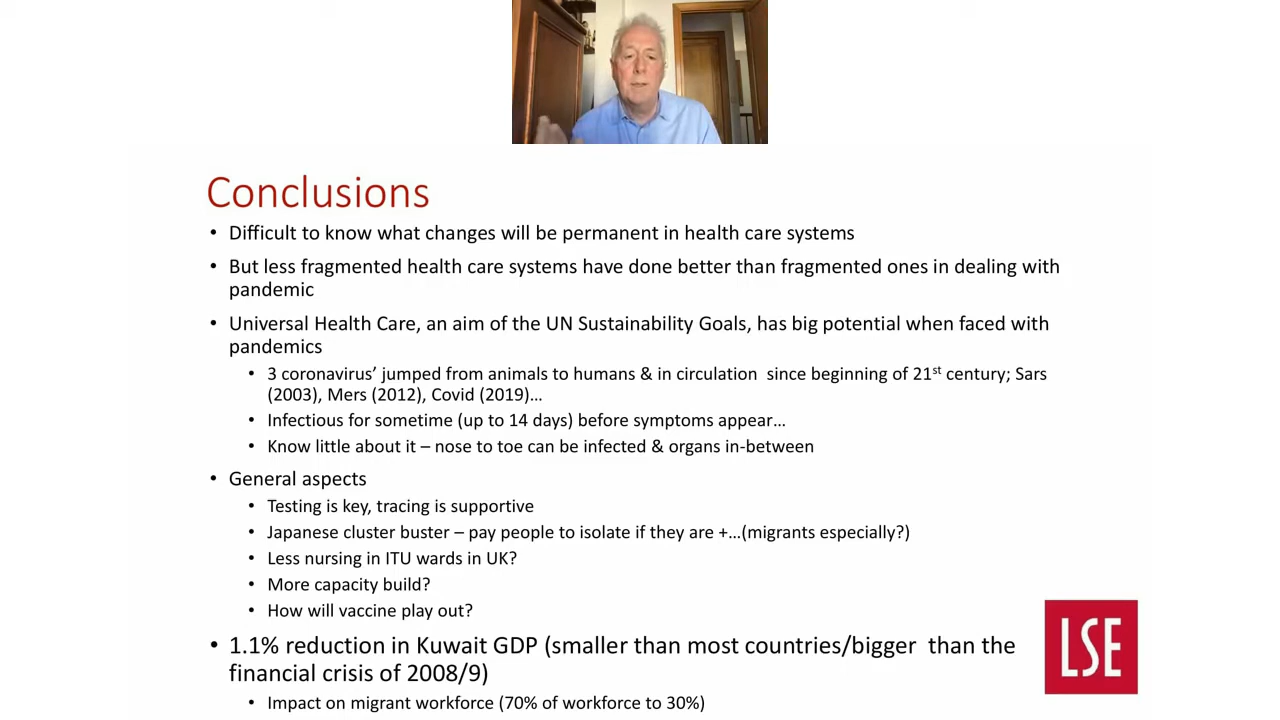 Conclusions
• Difficult to know what changes will be permanent in health care systems
• But less fragmented health care systems have done better than fragmented ones in dealing with
pandemic
• Universal Health Care, an aim of the UN Sustainability Goals, has big potential when faced with
pandemics
• 3 coronavirus’ jumped from animals to humans & in circulation since beginning of 21st century; Sars
(2003), Mers (2012), Covid (2019)…
• Infectious for sometime (up to 14 days) before symptoms appear…
• Know little about it – nose to toe can be infected & organs in-between
• General aspects
• Testing is key, tracing is supportive
• Japanese cluster buster – pay people to isolate if they are +…(migrants especially?)
• Less nursing in ITU wards in UK?
• More capacity build?
• How will vaccine play out?
• 1.1% reduction in Kuwait GDP (smaller than most countries/bigger than the
financial crisis of 2008/9)
• Impact on migrant workforce (70% of workforce to 30%)
LSE